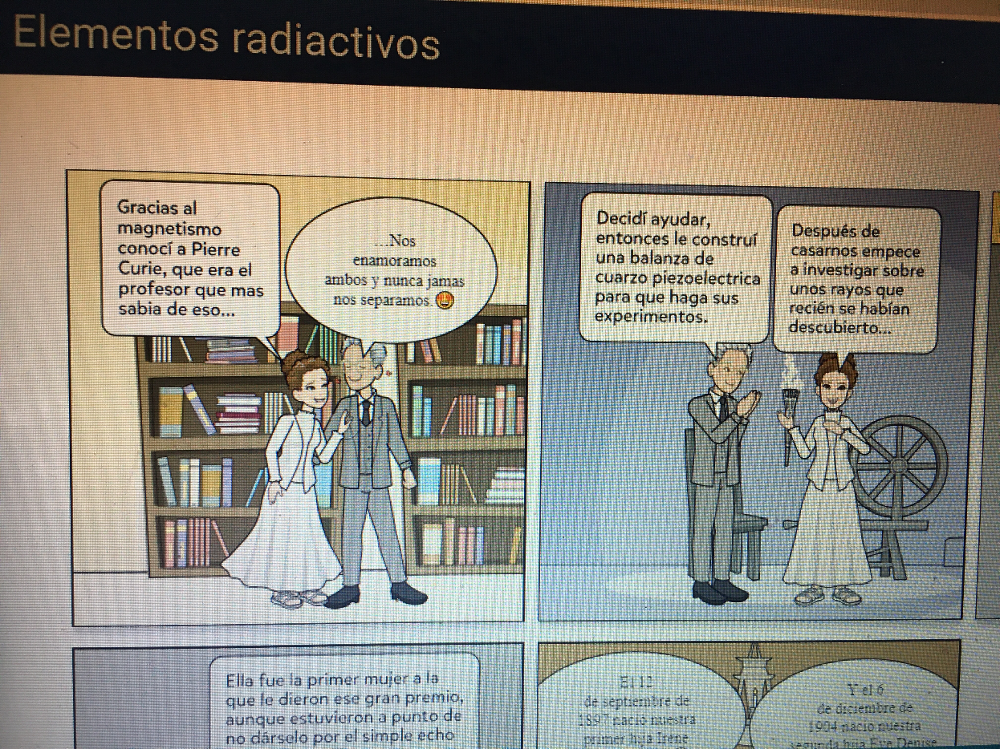 Elementos radiactivos
Gracias al
magnetismo
conocí a Pierre
Curie, que era el
profesor que mas
sabia de eso...
...Nos
enamoramos
ambos y nunca jamas
nos separamos.
Decidí ayudar,
entonces le construí
una balanza de
cuarzo piezoelectrica
para que haga sus
experimentos.
Después de
casarnos empece
a investigar sobre
unos rayos que
recién se habían
descubierto...
Ella fue la primer mujer a la
que le dieron ese gran premio,
aunque estuvieron a punto de
no dárselo por el simple echo
El 12
de septiembre de
1897 nacio nuestra
primer hija Irene
Y el 6
de diciembre de
1904 nacio nuestra
segunda hija Eve Denise